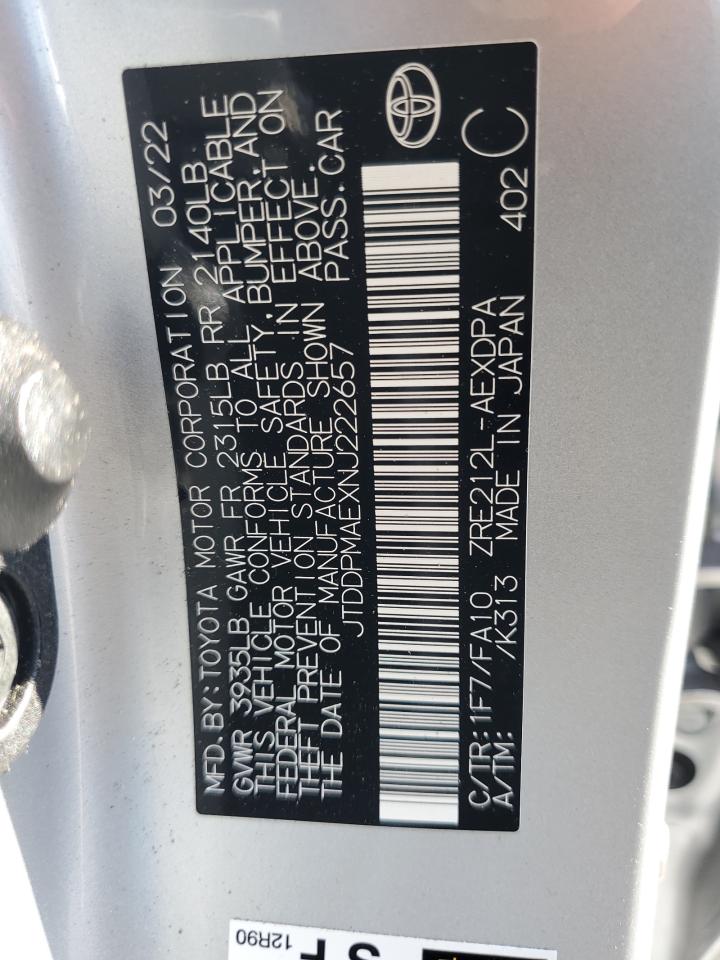 MFD. BY: TOYOTA MOTOR CORPORATION 03/22
GVWR 3935LB GAWR FR 2315LB RR 2140LB
THIS VEHICLE CONFORMS TO ALL APPLICABLE
FEDERAL MOTOR VEHICLE SAFETY, BUMPER, AND
THEFT PREVENTION STANDARDS IN EFFECT ON
THE DATE OF MANUFACTURE SHOWN ABOVE.
JTDDPMAEXNJ222657 PASS. CAR
C/TR: 1F7/FA10 ZRE212L-AEXDPA 402 C
A/TM: /K313 MADE IN JAPAN
12R90